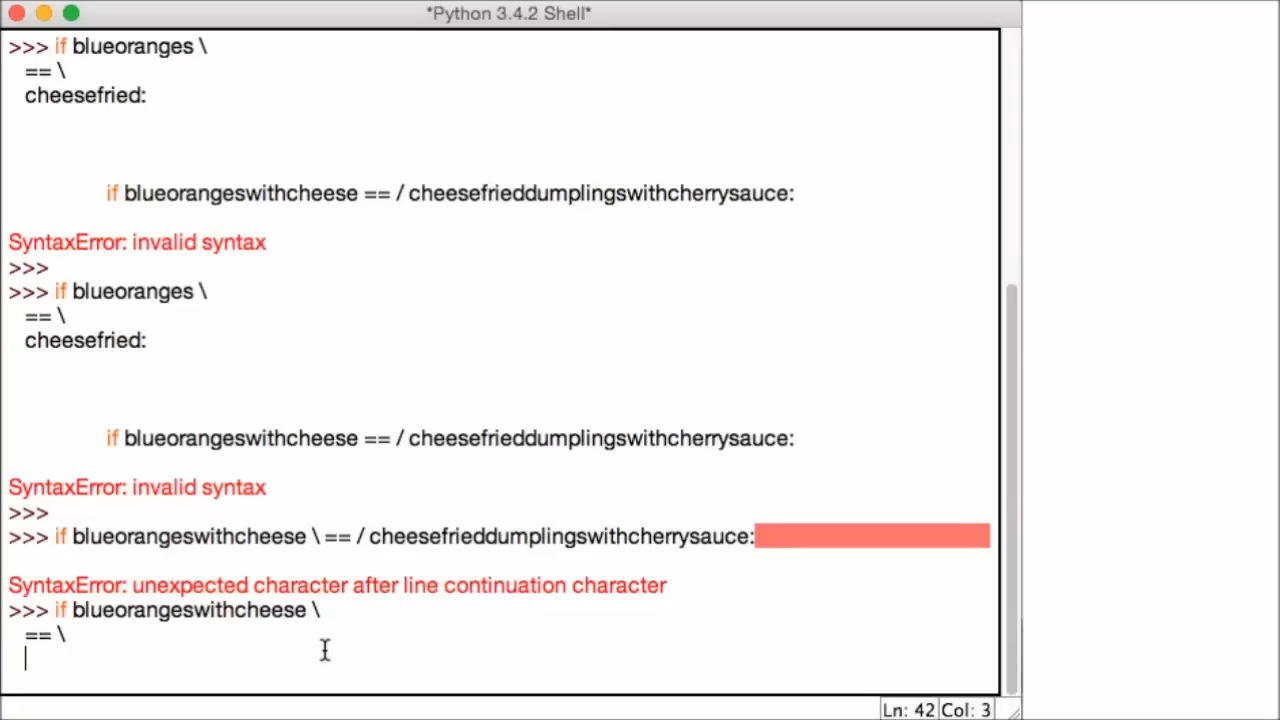 *Python 3.4.2 Shell*
>>> if blueoranges \
== \
cheesefried:
if blueorangeswithcheese == / cheesefrieddumplingswithcherrysauce:
SyntaxError: invalid syntax
>>>
>>> if blueoranges \
== \
cheesefried:
if blueorangeswithcheese == / cheesefrieddumplingswithcherrysauce:
SyntaxError: invalid syntax
>>>
>>> if blueorangeswithcheese \ == / cheesefrieddumplingswithcherrysauce:
SyntaxError: unexpected character after line continuation character
>>> if blueorangeswithcheese \
== \
Ln: 42 Col: 3